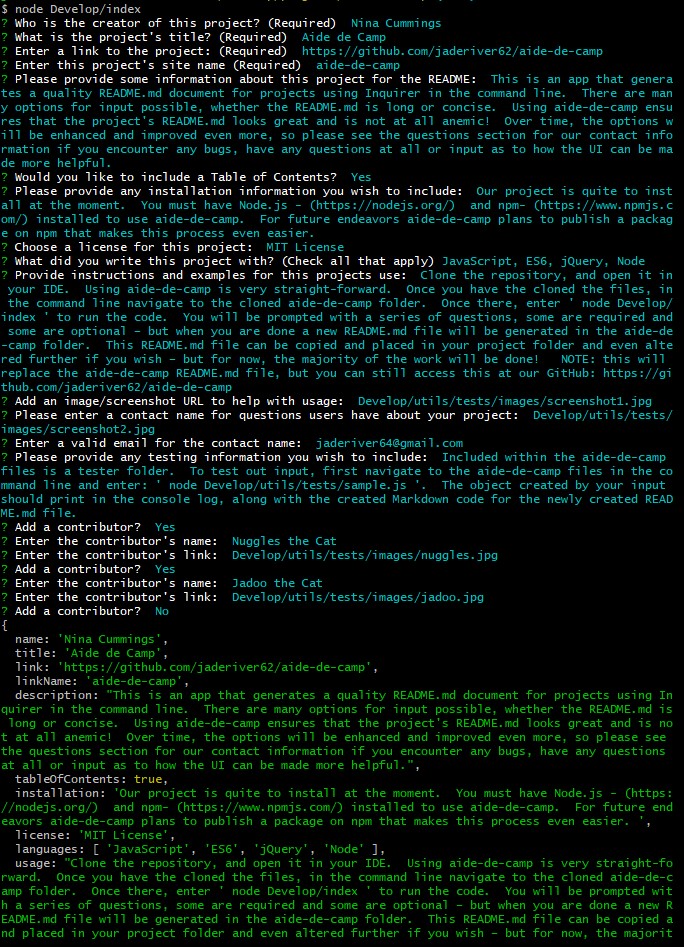 $ node Develop/index
? Who is the creator of this project? (Required)  Nina Cummings
? What is the project's title? (Required)  Aide de Camp
? Enter a link to the project: (Required)  https://github.com/jaderiver62/aide-de-camp
? Enter this project's site name (Required)  aide-de-camp
? Please provide some information about this project for the README:  This is an app that genera
tes a quality README.md document for projects using Inquirer in the command line.  There are man
y options for input possible, whether the README.md is long or concise.  Using aide-de-camp ensu
res that the project's README.md looks great and is not at all anemic!  Over time, the options w
ill be enhanced and improved even more, so please see the questions section for our contact info
rmation if you encounter any bugs, have any questions at all or input as to how the UI can be ma
de more helpful.
? Would you like to include a Table of Contents?  Yes
? Please provide any installation information you wish to include:  Our project is quite to inst
all at the moment.  You must have Node.js - (https://nodejs.org/)  and npm- (https://www.npmjs.c
om/) installed to use aide-de-camp.  For future endeavors aide-de-camp plans to publish a packag
e on npm that makes this process even easier.
? Choose a license for this project:  MIT License
? What did you write this project with? (Check all that apply) JavaScript, ES6, jQuery, Node
? Provide instructions and examples for this projects use:  Clone the repository, and open it in
 your IDE.  Using aide-de-camp is very straight-forward.  Once you have the cloned the files, in
 the command line navigate to the cloned aide-de-camp folder.  Once there, enter ' node Develop/
index ' to run the code.  You will be prompted with a series of questions, some are required and
 some are optional – but when you are done a new README.md file will be generated in the aide-de
-camp folder.  This README.md file can be copied and placed in your project folder and even alte
red further if you wish – but for now, the majority of the work will be done!   NOTE: this will
replace the aide-de-camp README.md file, but you can still access this at our GitHub: https://gi
thub.com/jaderiver62/aide-de-camp
? Add an image/screenshot URL to help with usage:  Develop/utils/tests/images/screenshot1.jpg
? Please enter a contact name for questions users have about your project:  Develop/utils/tests/
images/screenshot2.jpg
? Enter a valid email for the contact name:  jaderiver64@gmail.com
? Please provide any testing information you wish to include:  Included within the aide-de-camp
files is a tester folder.  To test out input, first navigate to the aide-de-camp files in the co
mmand line and enter: ' node Develop/utils/tests/sample.js '.  The object created by your input
should print in the console log, along with the created Markdown code for the newly created READ
ME.md file.
? Add a contributor?  Yes
? Enter the contributor's name:  Nuggles the Cat
? Enter the contributor's link:  Develop/utils/tests/images/nuggles.jpg
? Add a contributor?  Yes
? Enter the contributor's name:  Jadoo the Cat
? Enter the contributor's link:  Develop/utils/tests/images/jadoo.jpg
? Add a contributor?  No
{
  name: 'Nina Cummings',
  title: 'Aide de Camp',
  link: 'https://github.com/jaderiver62/aide-de-camp',
  linkName: 'aide-de-camp',
  description: "This is an app that generates a quality README.md document for projects using In
quirer in the command line.  There are many options for input possible, whether the README.md is
 long or concise.  Using aide-de-camp ensures that the project's README.md looks great and is no
t at all anemic!  Over time, the options will be enhanced and improved even more, so please see
the questions section for our contact information if you encounter any bugs, have any questions
at all or input as to how the UI can be made more helpful.",
  tableOfContents: true,
  installation: 'Our project is quite to install at the moment.  You must have Node.js - (https:
//nodejs.org/)  and npm- (https://www.npmjs.com/) installed to use aide-de-camp.  For future end
eavors aide-de-camp plans to publish a package on npm that makes this process even easier. ',
  license: 'MIT License',
  languages: [ 'JavaScript', 'ES6', 'jQuery', 'Node' ],
  usage: "Clone the repository, and open it in your IDE.  Using aide-de-camp is very straight-fo
rward.  Once you have the cloned the files, in the command line navigate to the cloned aide-de-c
amp folder.  Once there, enter ' node Develop/index ' to run the code.  You will be prompted wit
h a series of questions, some are required and some are optional – but when you are done a new R
EADME.md file will be generated in the aide-de-camp folder.  This README.md file can be copied a
nd placed in your project folder and even altered further if you wish – but for now, the majorit